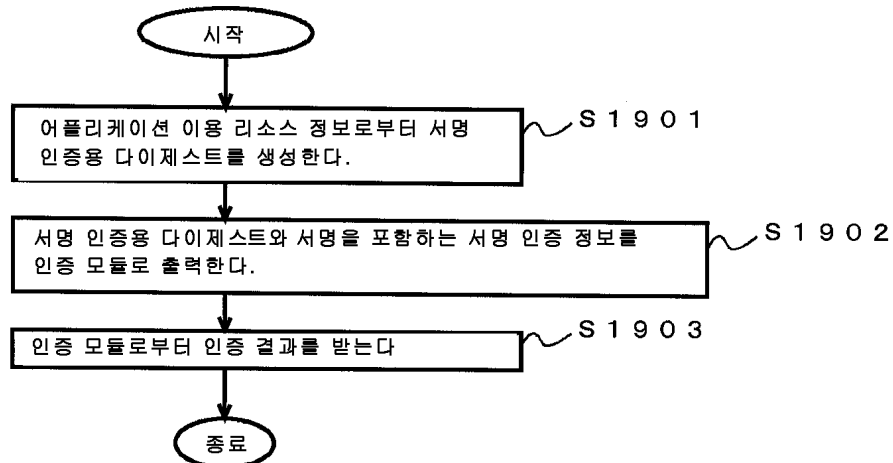 시작
어플리케이션 이용 리소스 정보로부터 서명
인증용 다이제스트를 생성한다.
S1901
서명 인증용 다이제스트와 서명을 포함하는 서명 인증 정보를
인증 모듈로 출력한다.
S1902
인증 모듈로부터 인증 결과를 받는다
S1903
종료